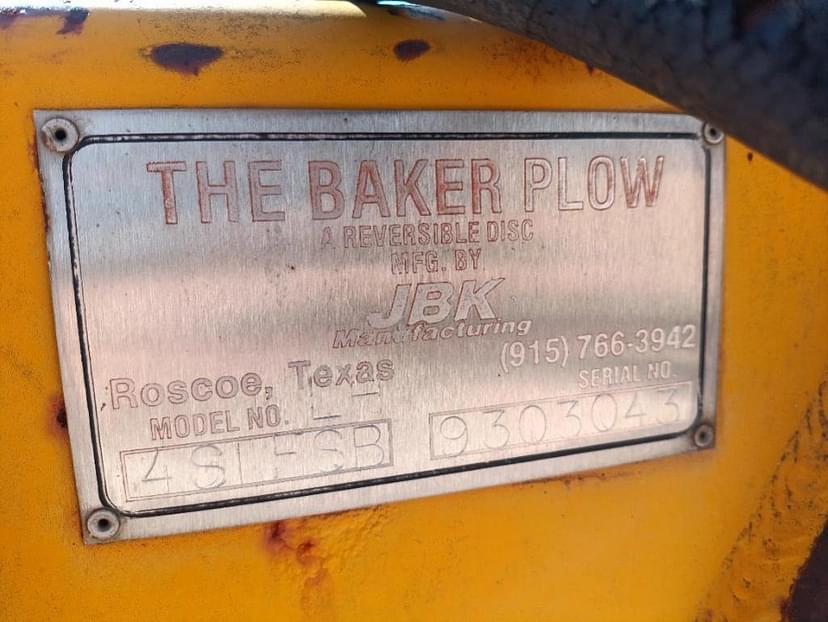 THE BAKER PLOW
A REVERSIBLE DISC
MFG. BY
JBK
Manufacturing
Roscoe, Texas (915) 766-3942
MODEL NO. SERIAL NO.
9303043